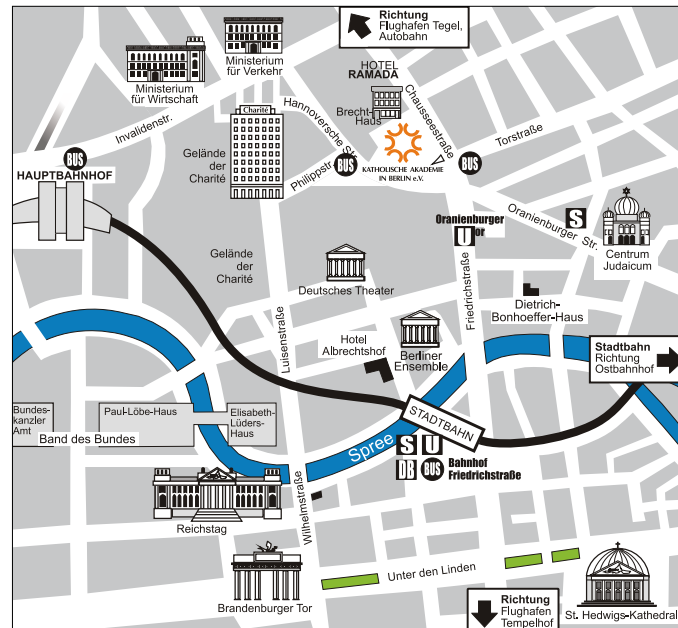 Richtung
Flughafen Tegel,
Autobahn
Ministerium
für Verkehr
Ministerium
für Wirtschaft
HOTEL
RAMADA
Brecht-
Haus
Chausseestraße
Hannoversche St
Invalidenstr.
Charité
Torstraße
BUS
HAUPTBAHNHOF
Gelände
der
Charité
Philippstr.
BUS
BUS
KATHOLISCHE AKADEMIE
IN BERLIN e.V.
Oranienburger
U
or
Oranienburger Str.
S
Centrum
Judaicum
Gelände
der
Charité
Deutsches Theater
Friedrichstraße
Dietrich-
Bonhoeffer-Haus
Luisenstraße
Hotel
Albrechtshof
Berliner
Ensemble
Stadtbahn
Richtung
Ostbahnhof
Bundes-
kanzler
Amt
Paul-Löbe-Haus
Elisabeth-
Lüders-
Haus
Band des Bundes
STADTBAHN
Spree
S
U
DB
BUS
Bahnhof
Friedrichstraße
Reichstag
Wilhelmstraße
Unter den Linden
Brandenburger Tor
Richtung
Flughafen
Tempelhof
St. Hedwigs-Kathedral